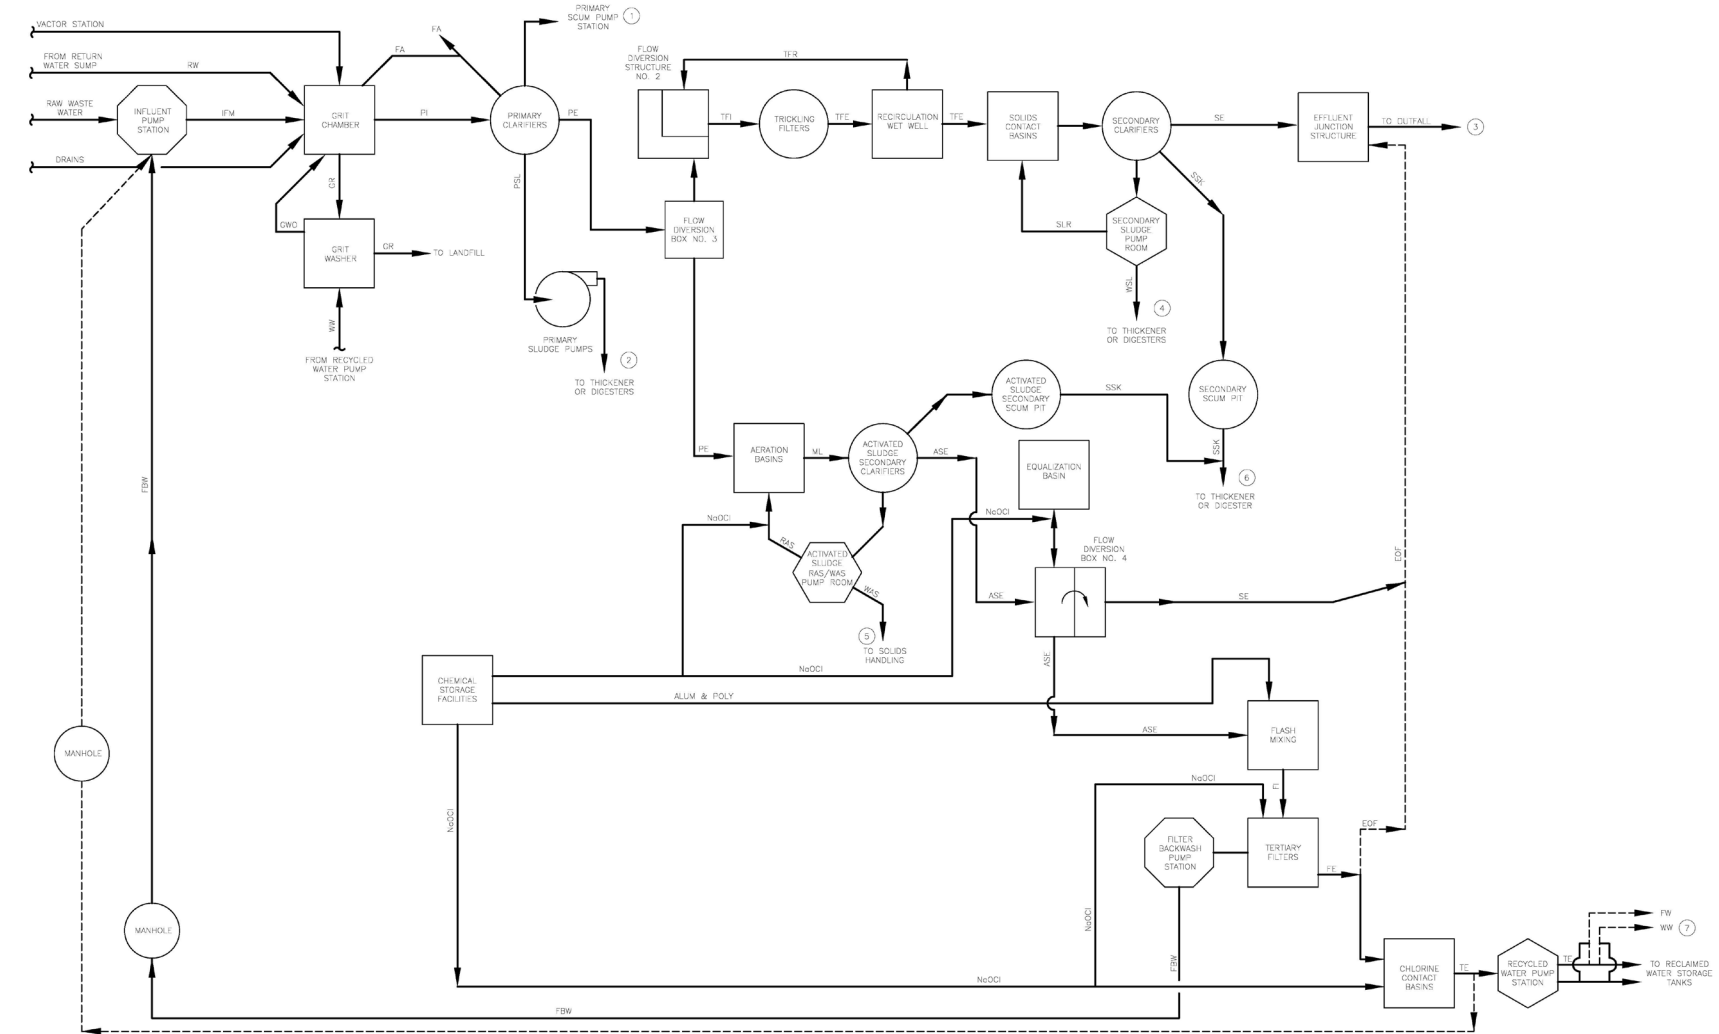 VACTOR STATION
FROM RETURN
WATER SUMP
RW
RAW WASTE
WATER
INFLUENT
PUMP
STATION
IFM
DRAINS
GRIT
CHAMBER
FA
FA
PI
PRIMARY
CLARIFIERS
PRIMARY
SCUM PUMP
STATION
1
PE
GR
GWO
GRIT
WASHER
GR
TO LANDFILL
WW
FROM RECYCLED
WATER PUMP
STATION
PSL
PRIMARY
SLUDGE PUMPS
2
TO THICKENER
OR DIGESTERS
FLOW
DIVERSION
STRUCTURE
NO. 2
TFR
TFI
TRICKLING
FILTERS
TFE
RECIRCULATION
WET WELL
TFE
SOLIDS
CONTACT
BASINS
SECONDARY
CLARIFIERS
SE
EFFLUENT
JUNCTION
STRUCTURE
TO OUTFALL
3
FLOW
DIVERSION
BOX NO. 3
SSK
SLR
SECONDARY
SLUDGE
PUMP
ROOM
WSL
4
TO THICKENER
OR DIGESTERS
SECONDARY
SCUM PIT
ACTIVATED
SLUDGE
SECONDARY
SCUM PIT
SSK
SSK
6
TO THICKENER
OR DIGESTER
PE
AERATION
BASINS
ML
ACTIVATED
SLUDGE
SECONDARY
CLARIFIERS
ASE
EQUALIZATION
BASIN
NaOCl
NaOCl
FLOW
DIVERSION
BOX NO. 4
RAS
ACTIVATED
SLUDGE
RAS/WAS
PUMP ROOM
WAS
5
TO SOLIDS
HANDLING
ASE
SE
EOF
FBW
CHEMICAL
STORAGE
FACILITIES
NaOCl
ALUM & POLY
ASE
ASE
FLASH
MIXING
MANHOLE
NaOCl
NaOCl
FI
FILTER
BACKWASH
PUMP
STATION
TERTIARY
FILTERS
EOF
FE
MANHOLE
NaOCl
FBW
NaOCl
FBW
CHLORINE
CONTACT
BASINS
TE
RECYCLED
WATER PUMP
STATION
TE
FW
WW
7
TO RECLAIMED
WATER STORAGE
TANKS